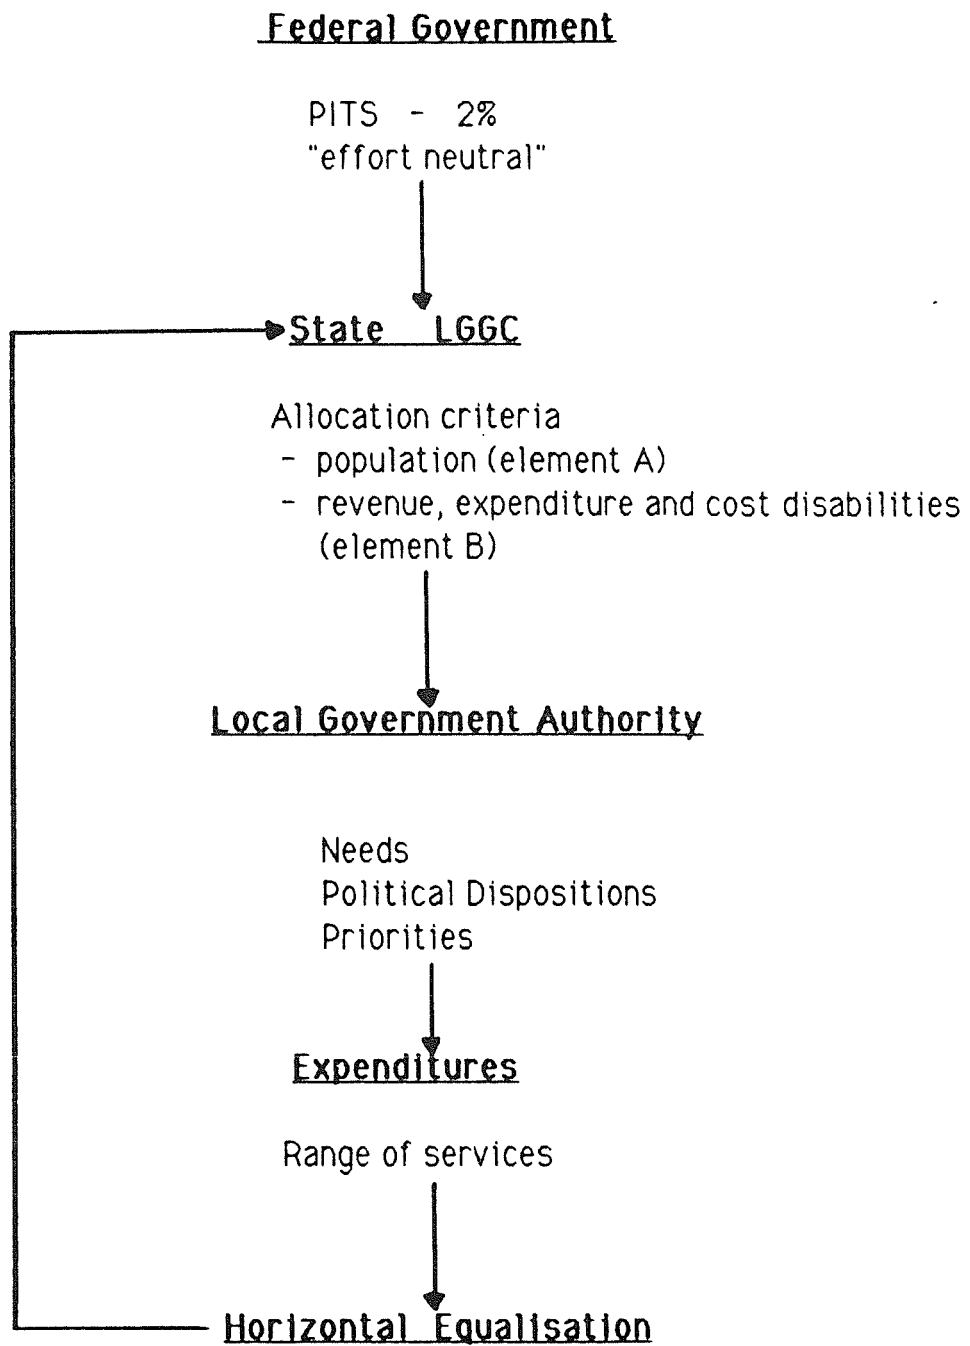 Federal Government
PITS - 2%
"effort neutral"
State LGGC
Allocation criteria
- population (element A)
- revenue, expenditure and cost disabilities
(element B)
Local Government Authority
Needs
Political Dispositions
Priorities
Expenditures
Range of services
Horizontal Equalisation